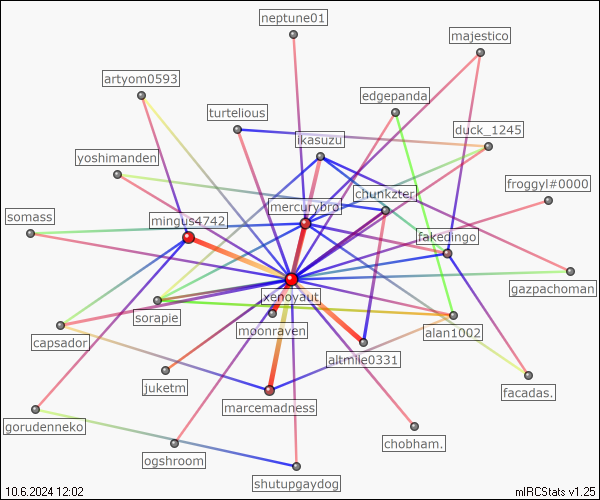 neptune01
majestico
artyom0593
edgepanda
turtelious
duck_1245
ikasuzu
yoshimanden
chunkzter
froggyl#0000
mercurybro
somass
mingus4742
fakedingo
gazpachoman
xenoyaut
sorapie
moonraven
alan1002
capsador
altmile0331
juketm
facadas.
marcemadness
gorudenneko
chobham.
ogshroom
shutupgaydog
10.6.2024 12:02
mIRCStats v1.25